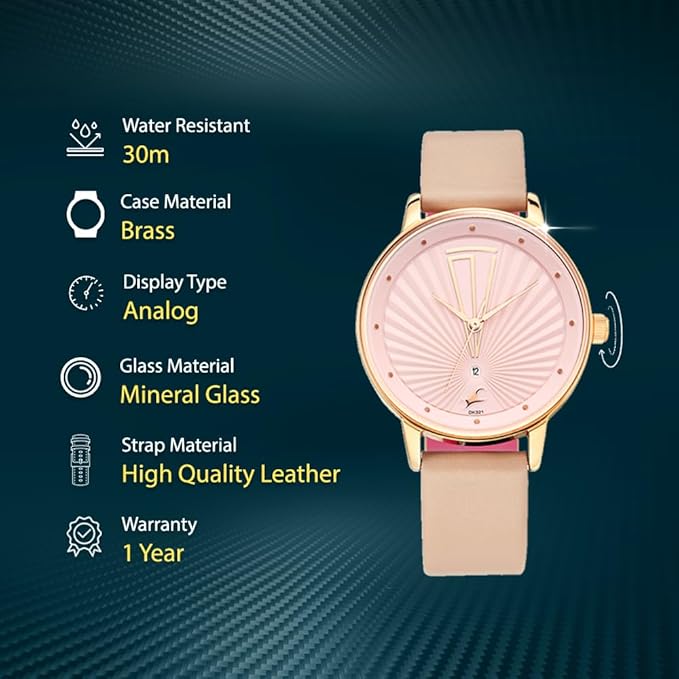 Water Resistant
30m
Case Material
Brass
Display Type
Analog
Glass Material
Mineral Glass
Strap Material
High Quality Leather
Warranty
1 Year
12
DK321